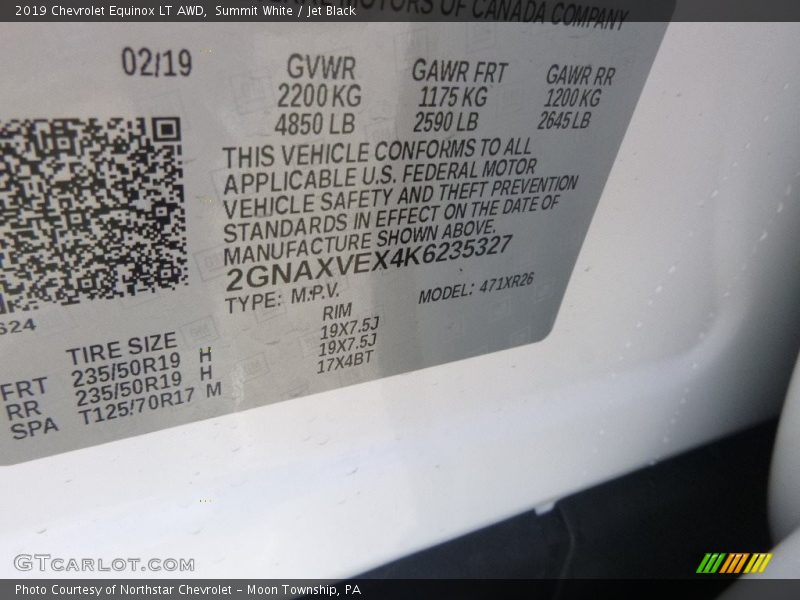 2019 Chevrolet Equinox LT AWD, Summit White / Jet Black
MOTORS OF CANADA COMPANY
02/19
GVWR GAWR FRT GAWR RR
2200 KG 1175 KG 1200 KG
4850 LB 2590 LB 2645 LB
THIS VEHICLE CONFORMS TO ALL
APPLICABLE U.S. FEDERAL MOTOR
VEHICLE SAFETY AND THEFT PREVENTION
STANDARDS IN EFFECT ON THE DATE OF
MANUFACTURE SHOWN ABOVE.
2GNAXVEX4K6235327
TYPE: M.P.V. MODEL: 471XR26
624
TIRE SIZE RIM
FRT 235/50R19 H 19X7.5J
RR 235/50R19 H 19X7.5J
SPA T125/70R17 M 17X4BT
GTCARLOT.COM
Photo Courtesy of Northstar Chevrolet - Moon Township, PA